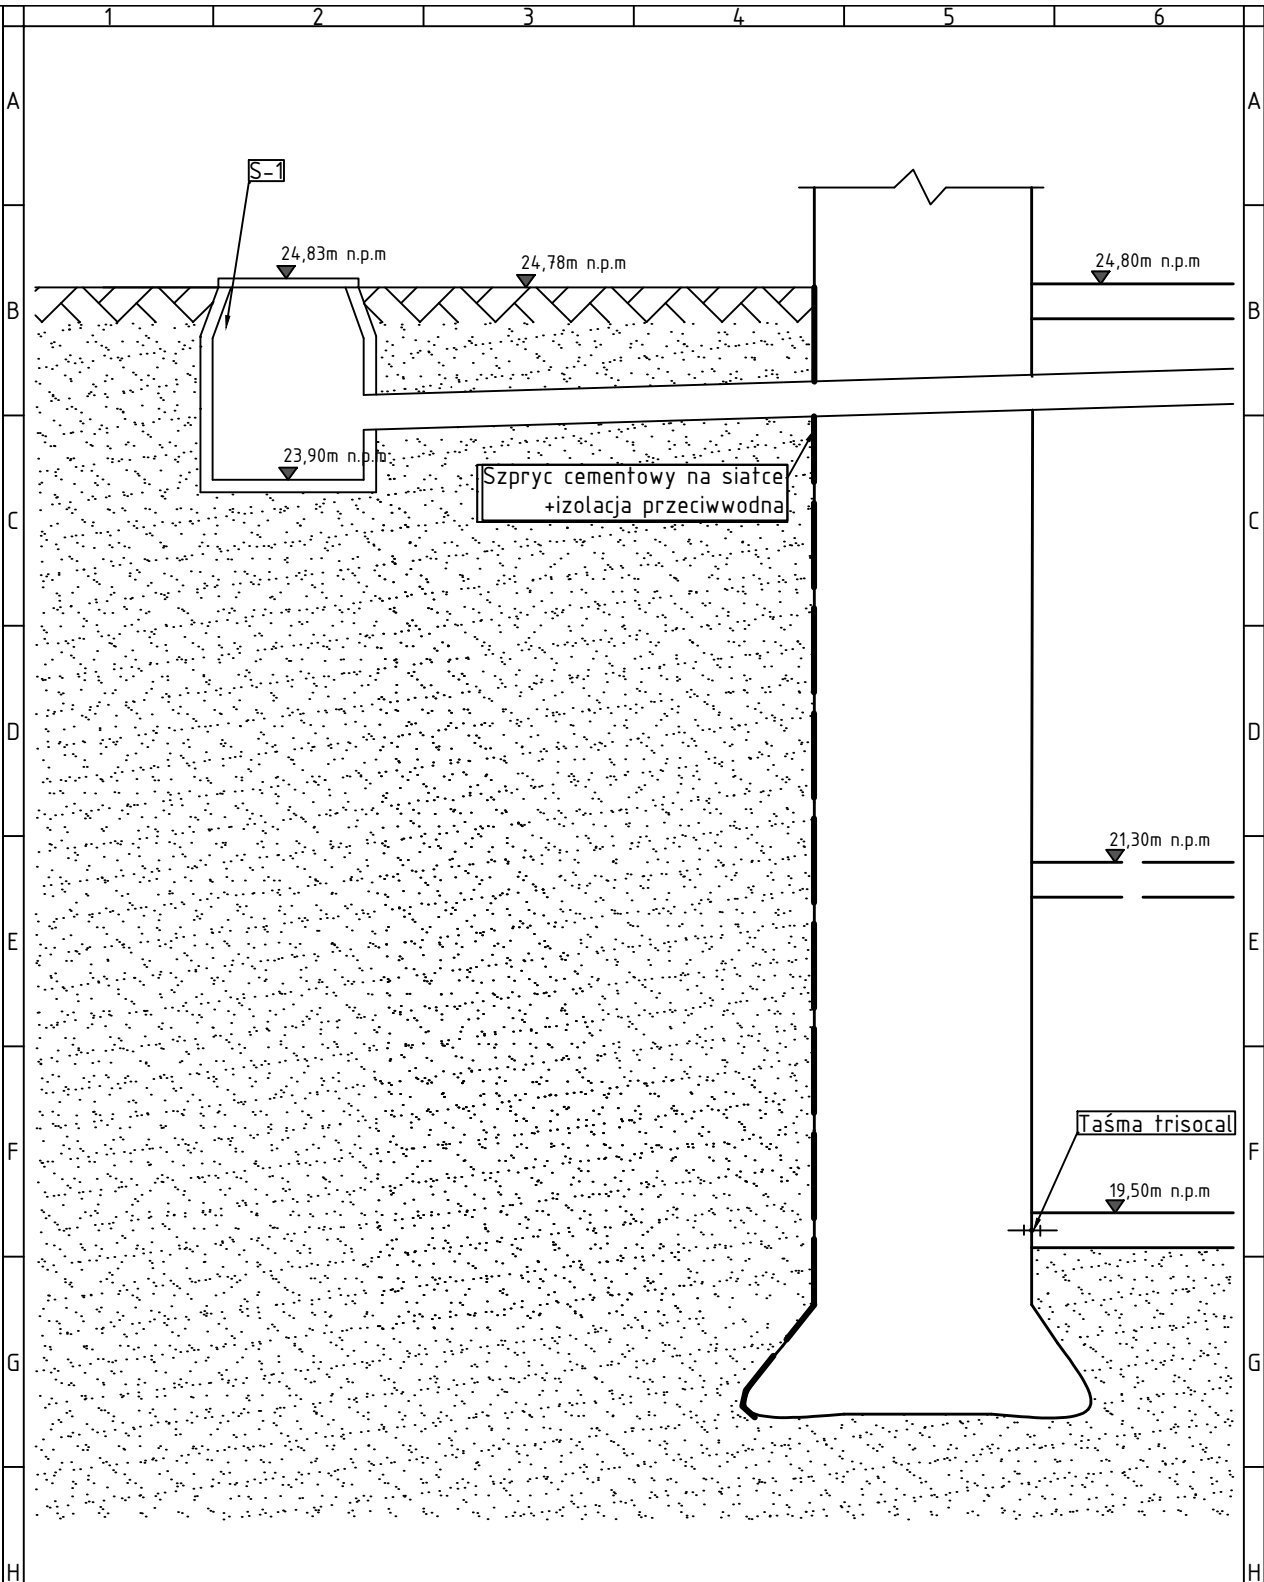 1 2 3 4 5 6
A A
S-1
24,83m n.p.m 24,78m n.p.m 24,80m n.p.m
B B
23,90m n.p.m
Szpryc cementowy na siatce
+izolacja przeciwwodna
C C
D D
21,30m n.p.m
E E
Taśma trisocal
F F
19,50m n.p.m
G G
H H